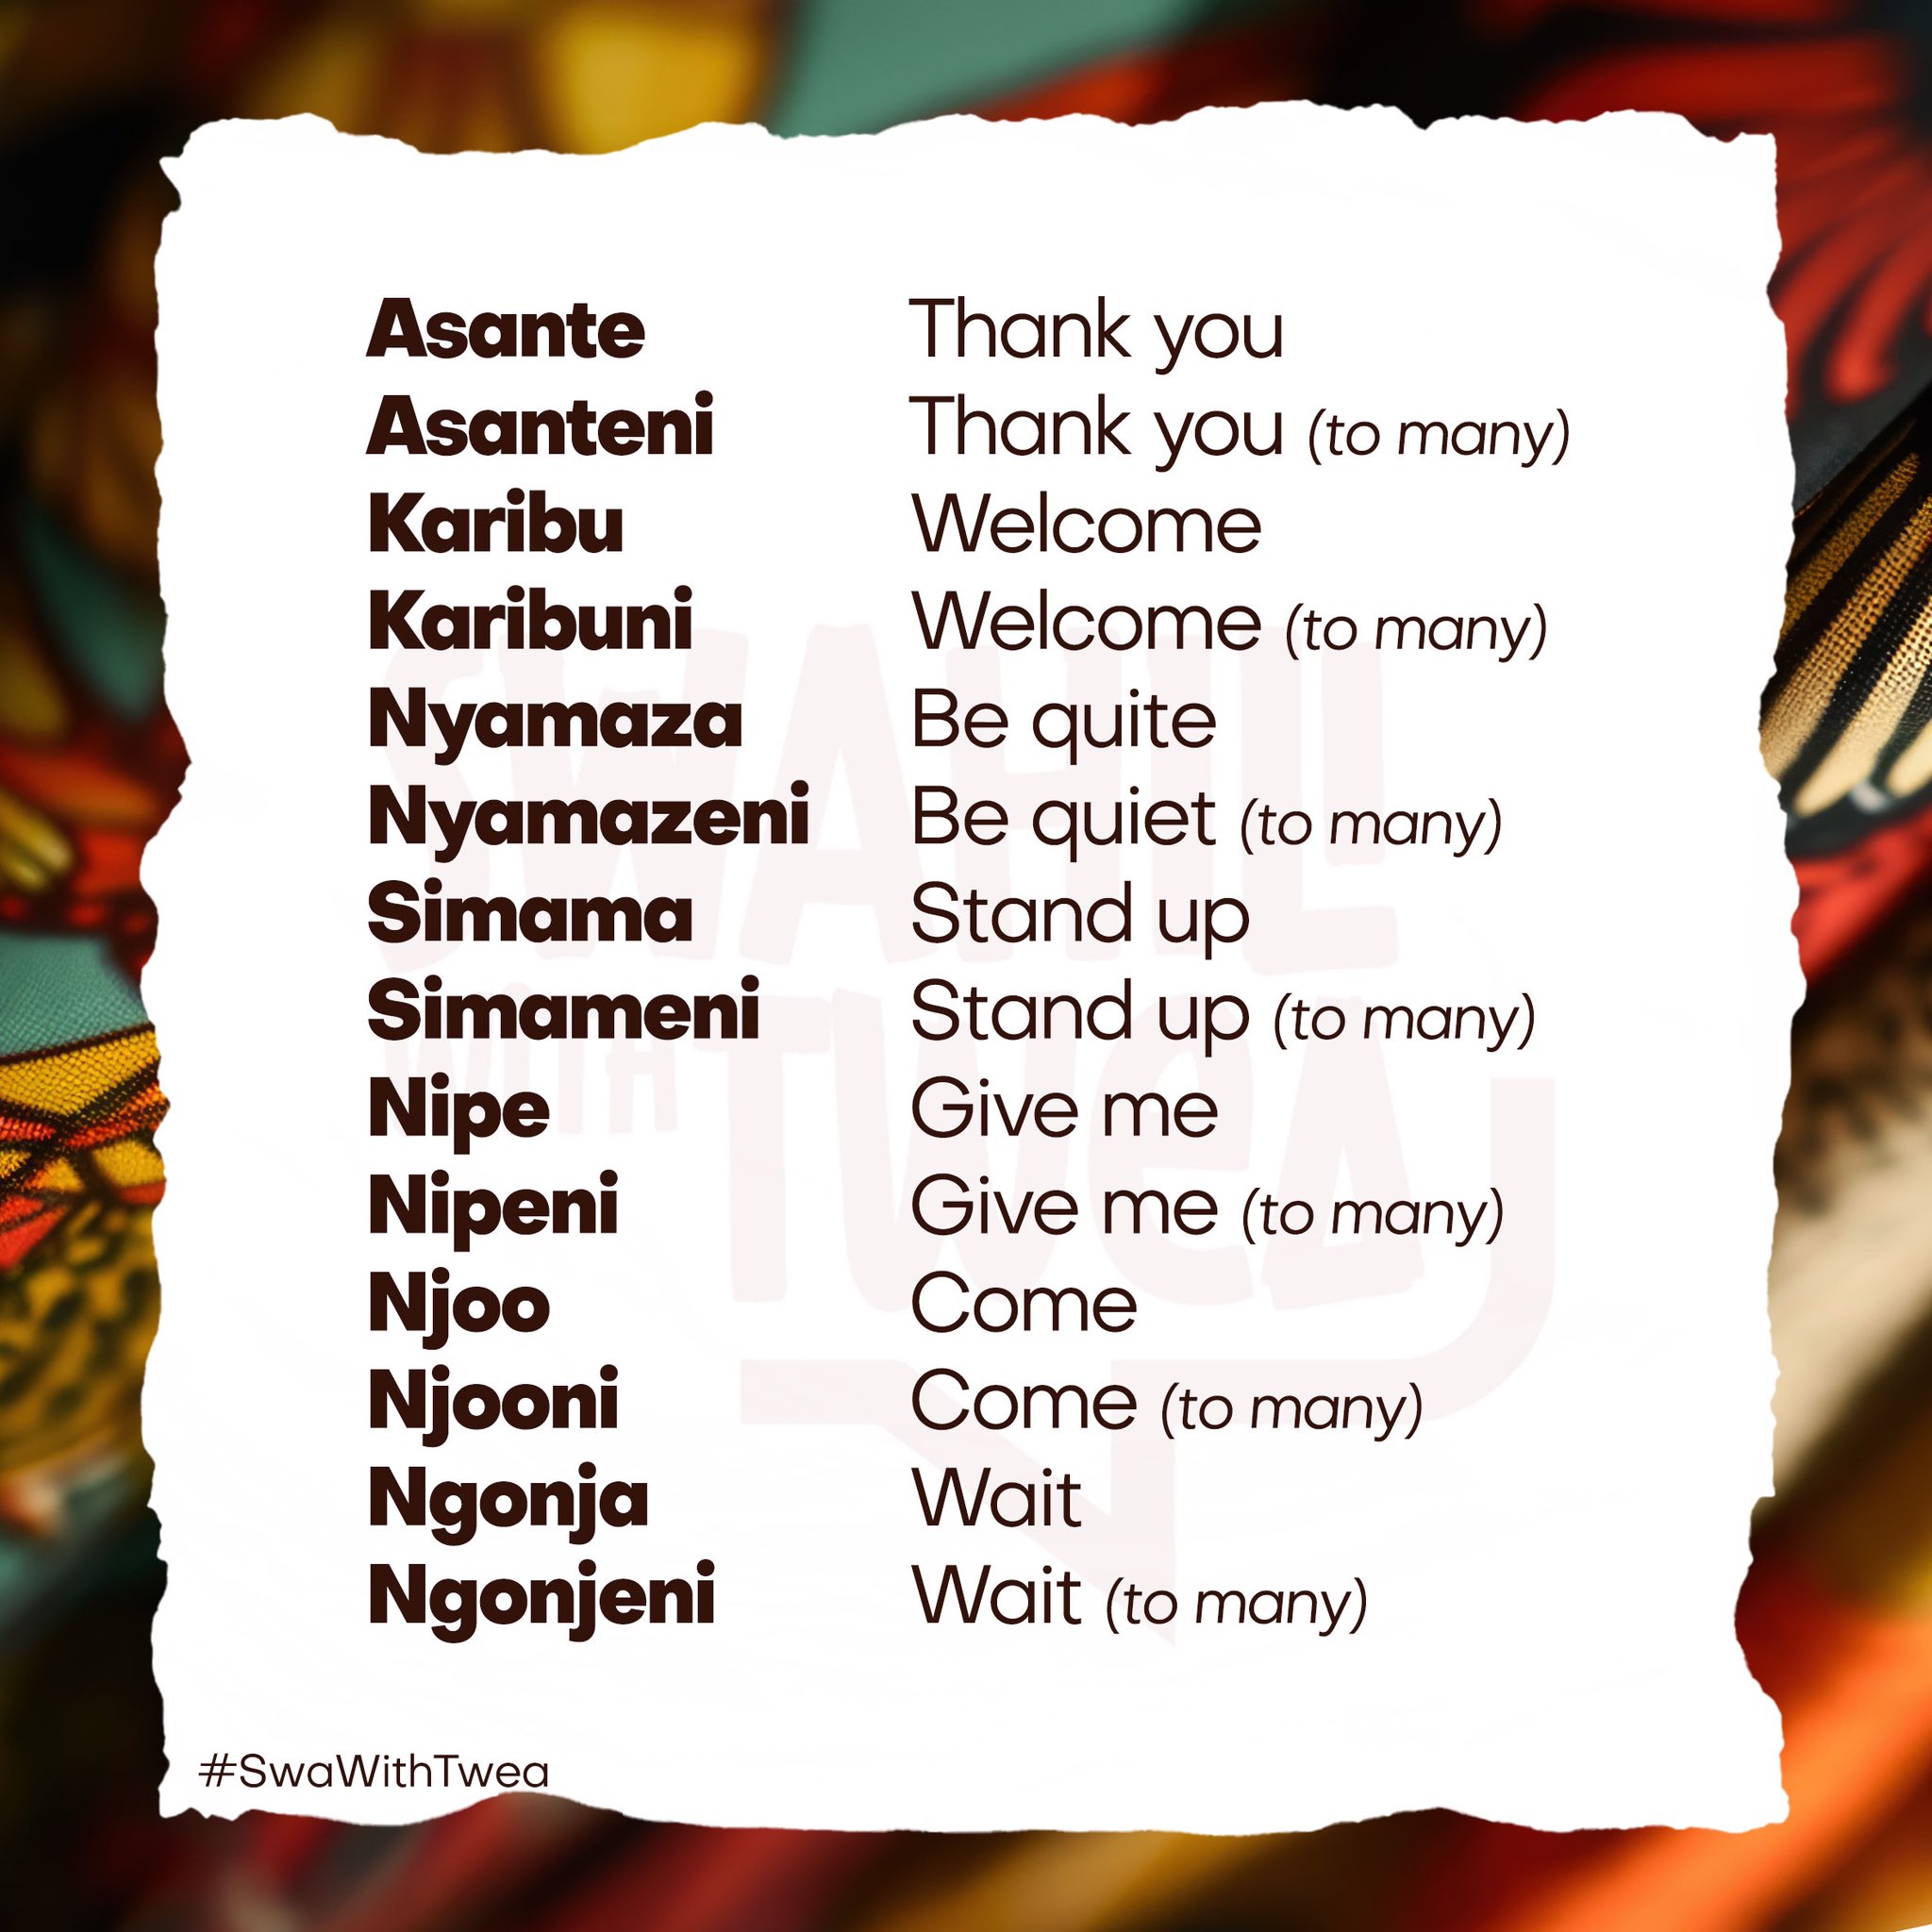 Asante Thank you
Asanteni Thank you (to many)
Karibu Welcome
Karibuni Welcome (to many)
Nyamaza Be quite
Nyamazeni Be quiet (to many)
Simama Stand up
Simameni Stand up (to many)
Nipe Give me
Nipeni Give me (to many)
Njoo Come
Njooni Come (to many)
Ngonja Wait
Ngonjeni Wait (to many)
SWAHILI
WITH TWEA
#SwaWithTwea